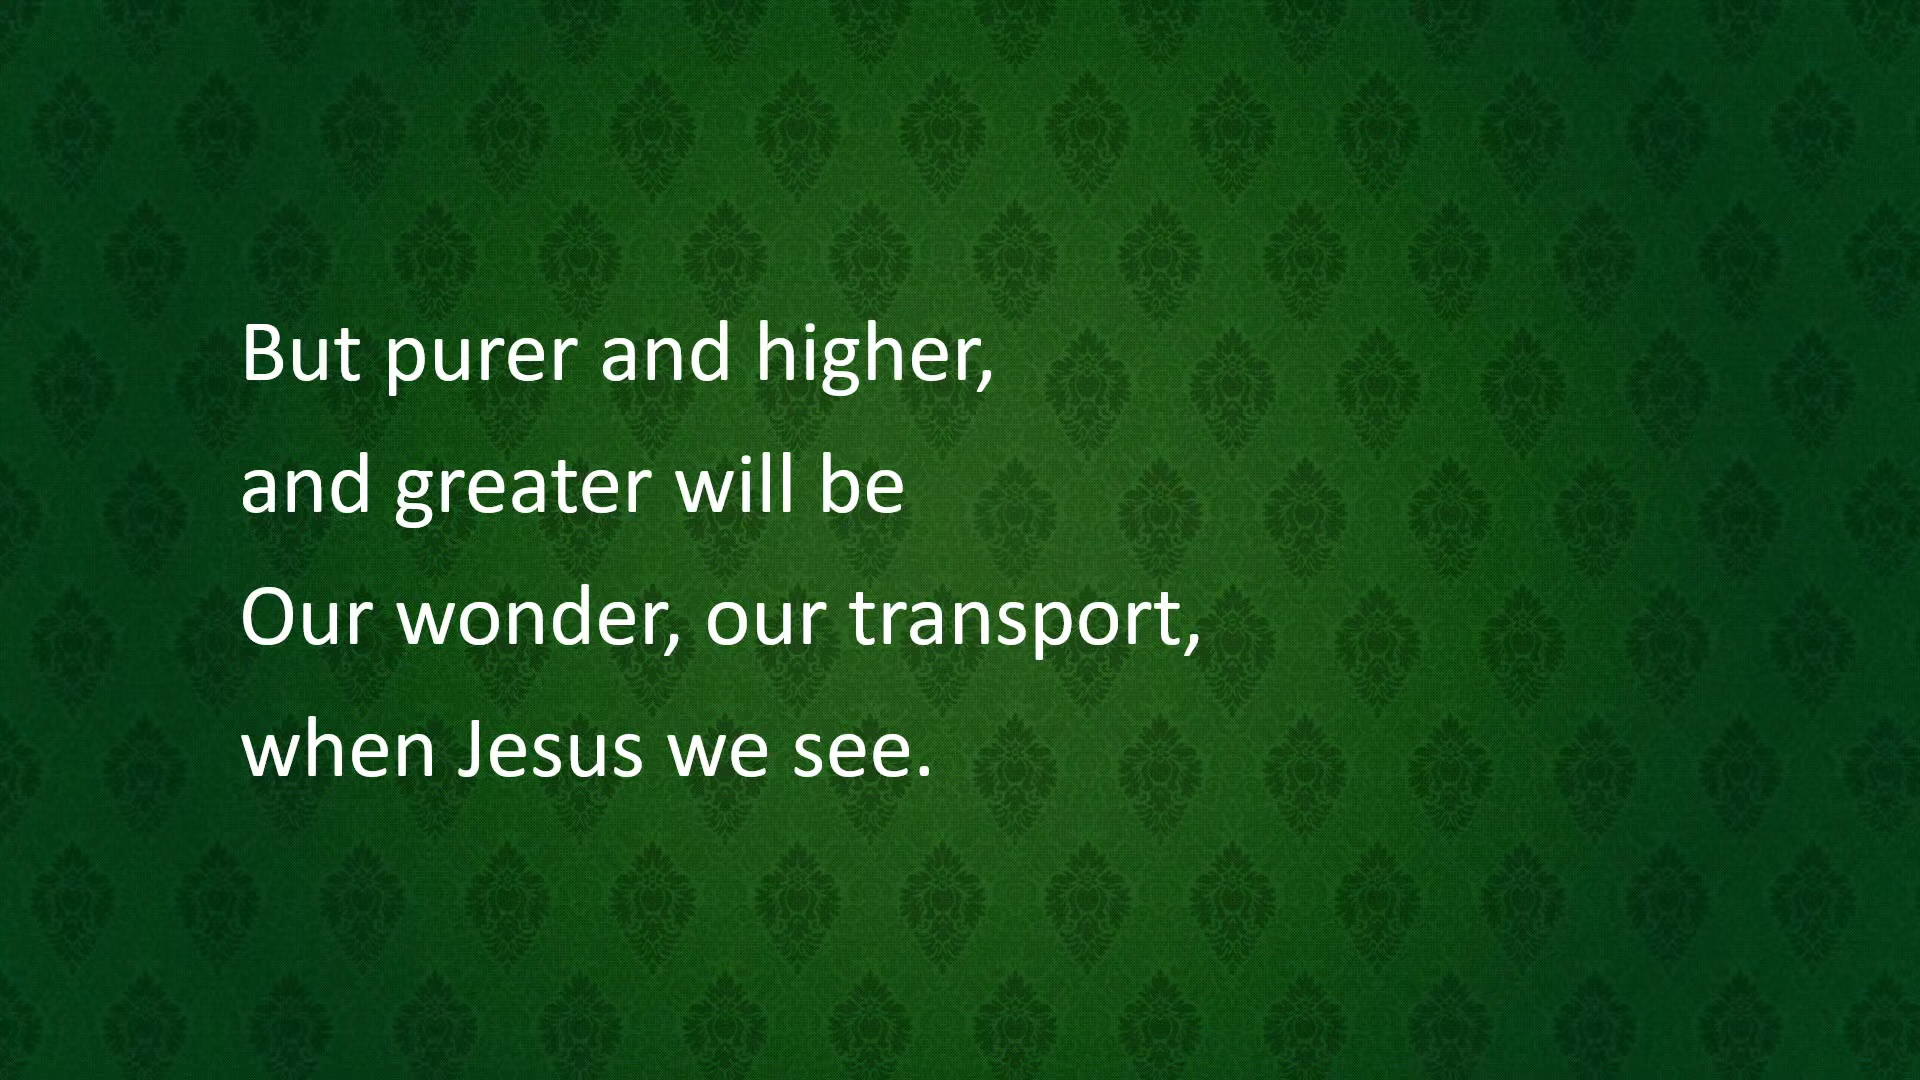 But purer and higher,
and greater will be
Our wonder, our transport,
when Jesus we see.